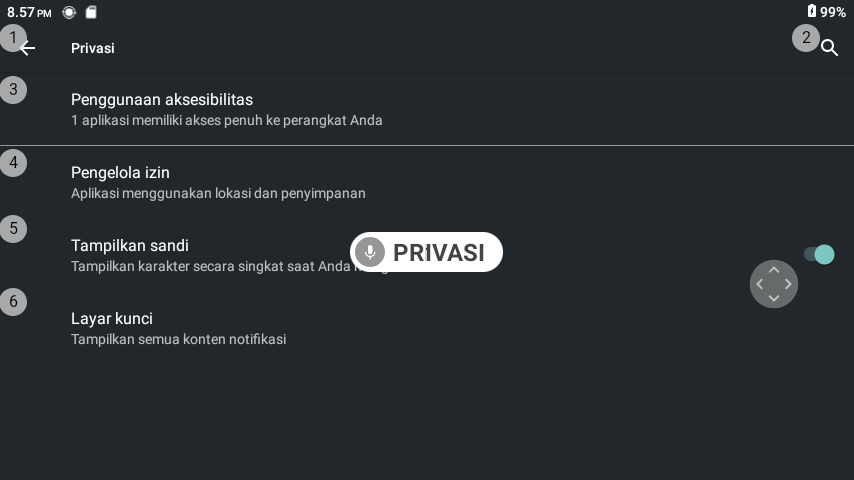 8.57 PM
99%
1
Privasi
2
3
Penggunaan aksesibilitas
1 aplikasi memiliki akses penuh ke perangkat Anda
4
Pengelola izin
Aplikasi menggunakan lokasi dan penyimpanan
5
Tampilkan sandi
Tampilkan karakter secara singkat saat Anda
PRIVASI
6
Layar kunci
Tampilkan semua konten notifikasi